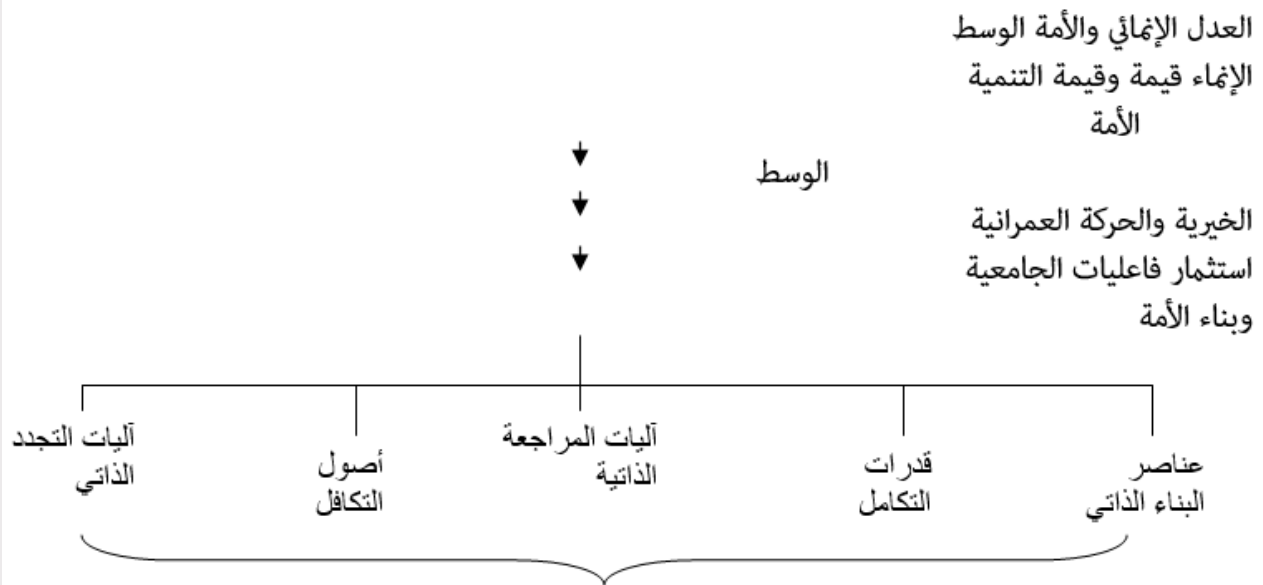 العدل الإنمائي والأمة الوسط
الإنماء قيمة وقيمة التنمية
الأمة
الوسط
الخيرية والحركة العمرانية
استثمار فاعليات الجامعية
وبناء الأمة
عناصر
البناء الذاتي
قدرات
التكامل
آليات المراجعة
الذاتية
أصول
التكافل
آليات التجدد
الذاتي